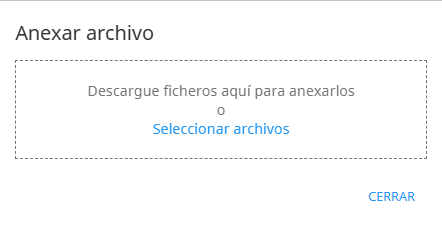 Anexar archivo
Descargue ficheros aquí para anexarlos
o
Seleccionar archivos
CERRAR